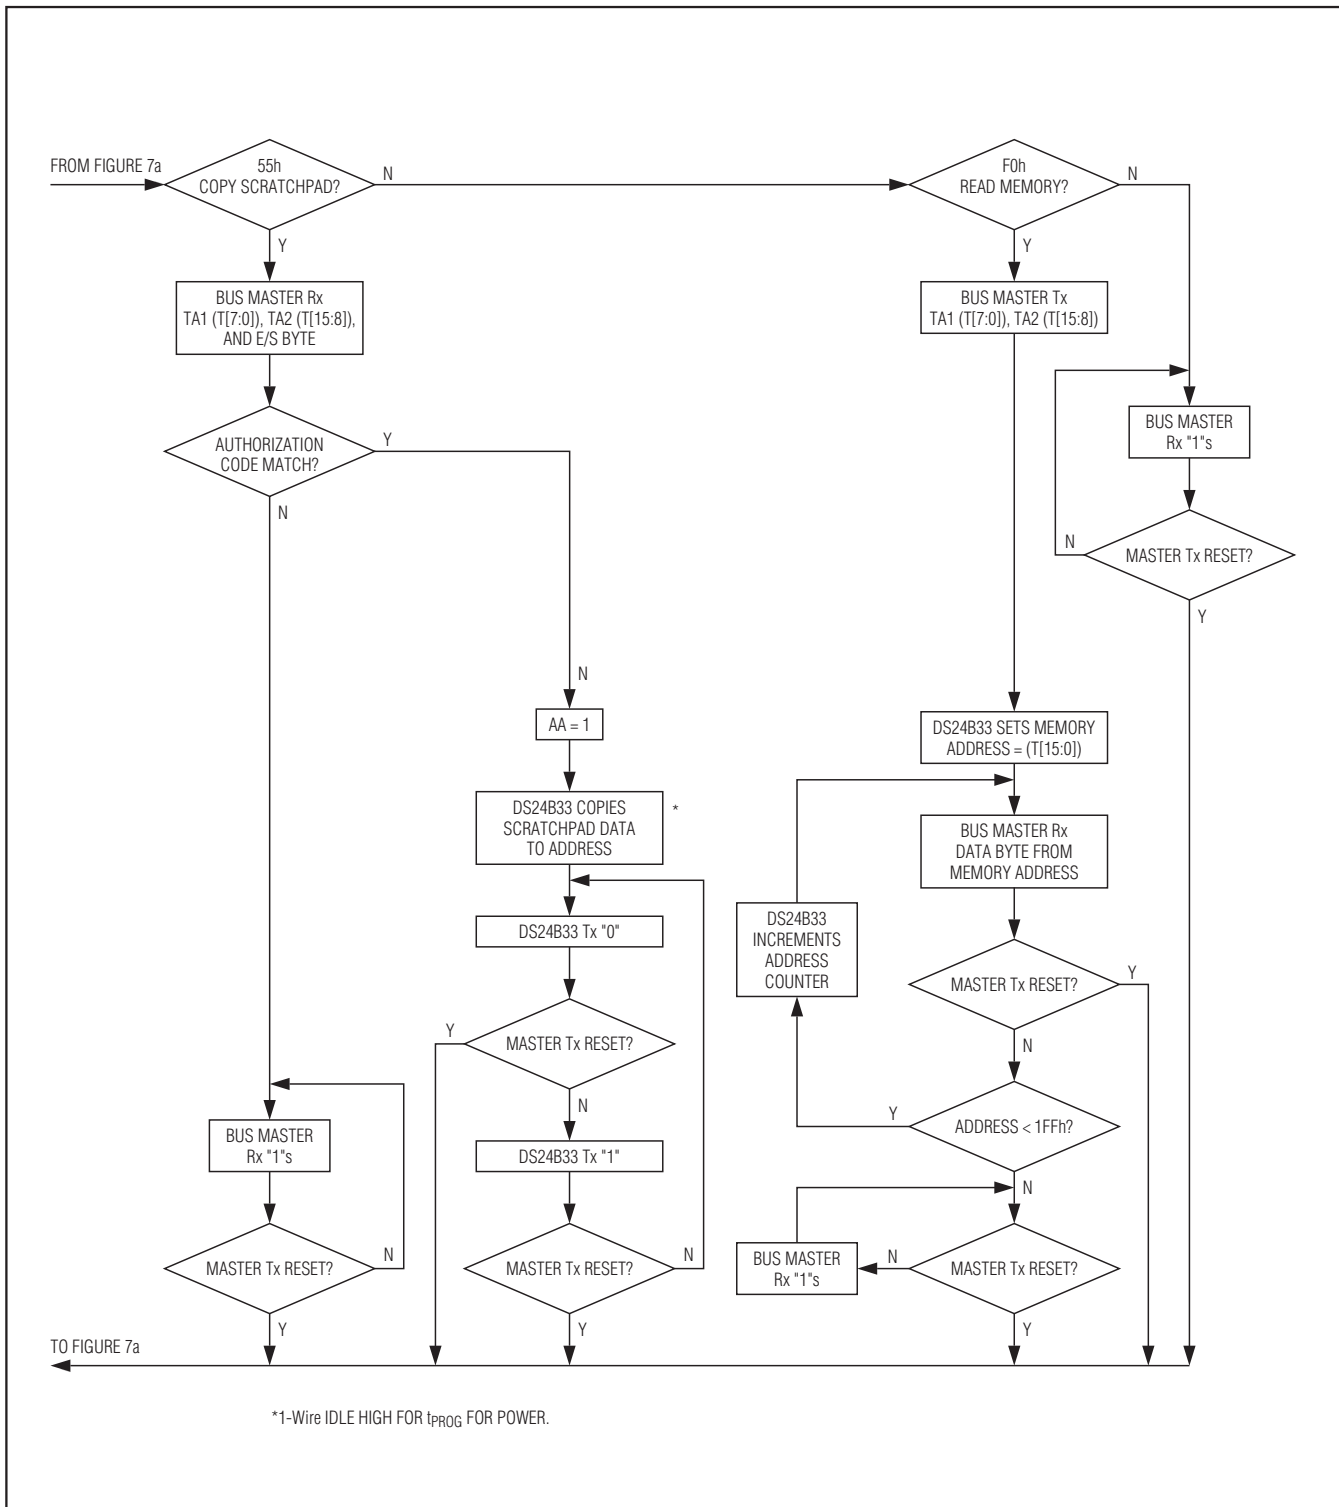 FROM FIGURE 7a
55h
COPY SCRATCHPAD?
N
Y
F0h
READ MEMORY?
N
Y
BUS MASTER Rx
TA1 (T[7:0]), TA2 (T[15:8]),
AND E/S BYTE
BUS MASTER Tx
TA1 (T[7:0]), TA2 (T[15:8])
AUTHORIZATION
CODE MATCH?
Y
N
BUS MASTER
Rx "1"s
MASTER Tx RESET?
N
Y
N
AA = 1
DS24B33 COPIES
SCRATCHPAD DATA
TO ADDRESS
*
DS24B33 Tx "0"
MASTER Tx RESET?
Y
N
DS24B33 Tx "1"
MASTER Tx RESET?
N
Y
DS24B33 SETS MEMORY
ADDRESS = (T[15:0])
BUS MASTER Rx
DATA BYTE FROM
MEMORY ADDRESS
DS24B33
INCREMENTS
ADDRESS
COUNTER
MASTER Tx RESET?
Y
N
ADDRESS < 1FFh?
Y
N
BUS MASTER
Rx "1"s
N
MASTER Tx RESET?
Y
BUS MASTER
Rx "1"s
MASTER Tx RESET?
N
Y
TO FIGURE 7a
*1-Wire IDLE HIGH FOR tPROG FOR POWER.